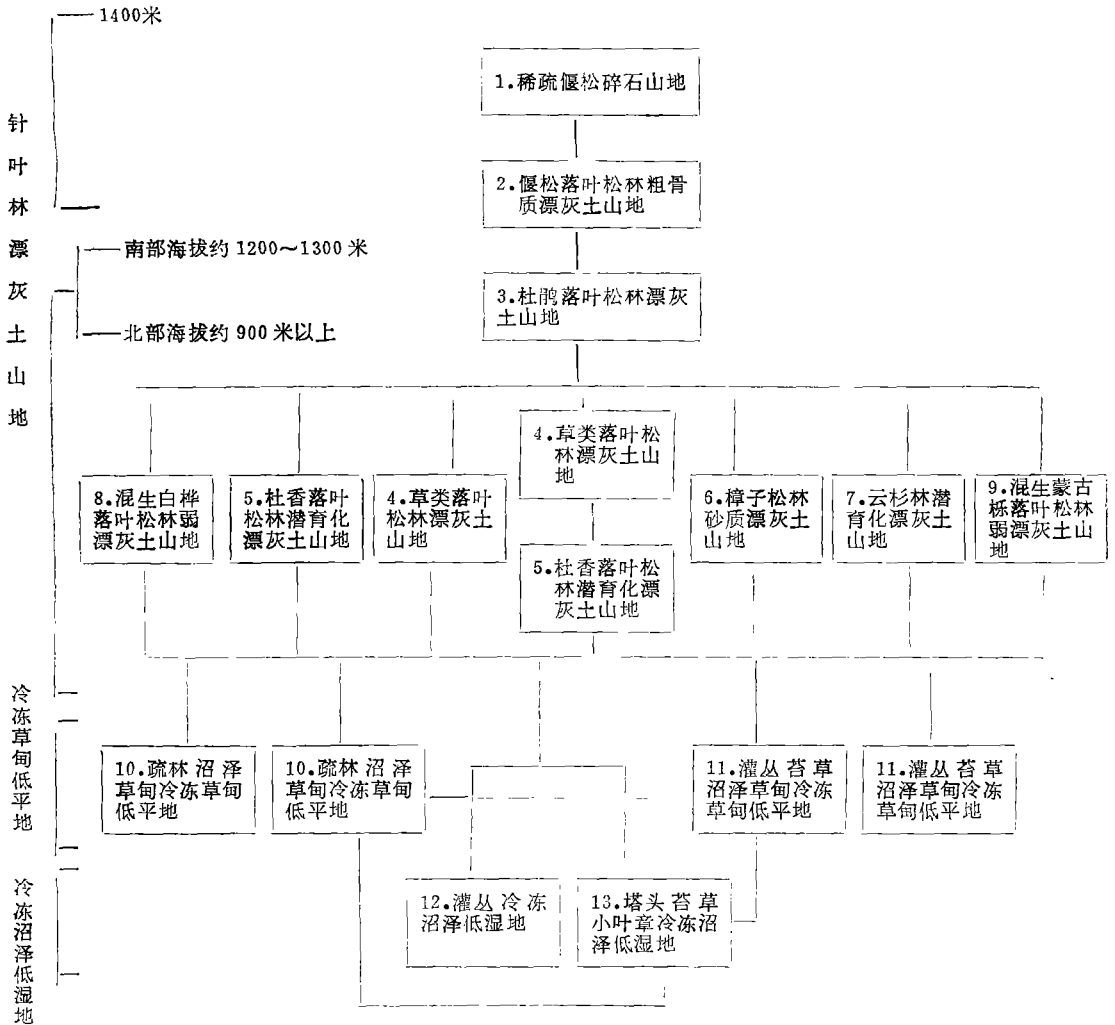 1400米
1.稀疏偃松碎石山地
2.偃松落叶松林粗骨
质漂灰土山地
针叶林漂灰土山地
南部海拔约 1200～1300 米
3.杜鹃落叶松林漂灰
土山地
北部海拔约 900 米以上
4.草类落叶松
林漂灰土山
地
8.混生白桦
落叶松林弱
漂灰土山地
5.杜香落叶
松林潜育化
漂灰土山地
4.草类落叶
松林漂灰土
山地
6.樟子松林
砂质漂灰土
山地
7.云杉林潜
育化漂灰土
山地
9.混生蒙古
栎落叶松林
弱漂灰土山
地
5.杜香落叶松
林潜育化漂
灰土山地
冷冻草甸低平地
10.疏林沼泽
草甸冷冻草甸
低平地
10.疏林沼泽
草甸冷冻草甸
低平地
11.灌丛苔草
沼泽草甸冷冻
草甸低平地
11.灌丛苔草
沼泽草甸冷冻
草甸低平地
冷冻沼泽低湿地
12.灌丛冷冻
沼泽低湿地
13.塔头苔草
小叶章冷冻沼
泽低湿地